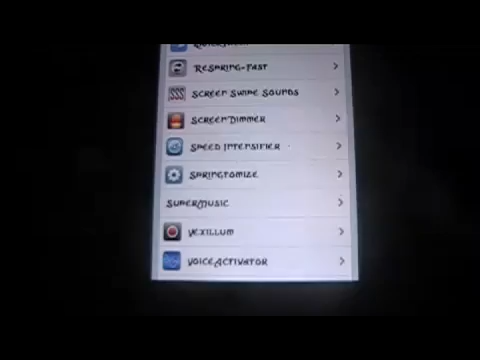 ReSpring-Fast
Screen Swipe Sounds
ScreenDimmer
Speed Intensifier
Springtomize
SuperMusic
Vexillum
VoiceActivator